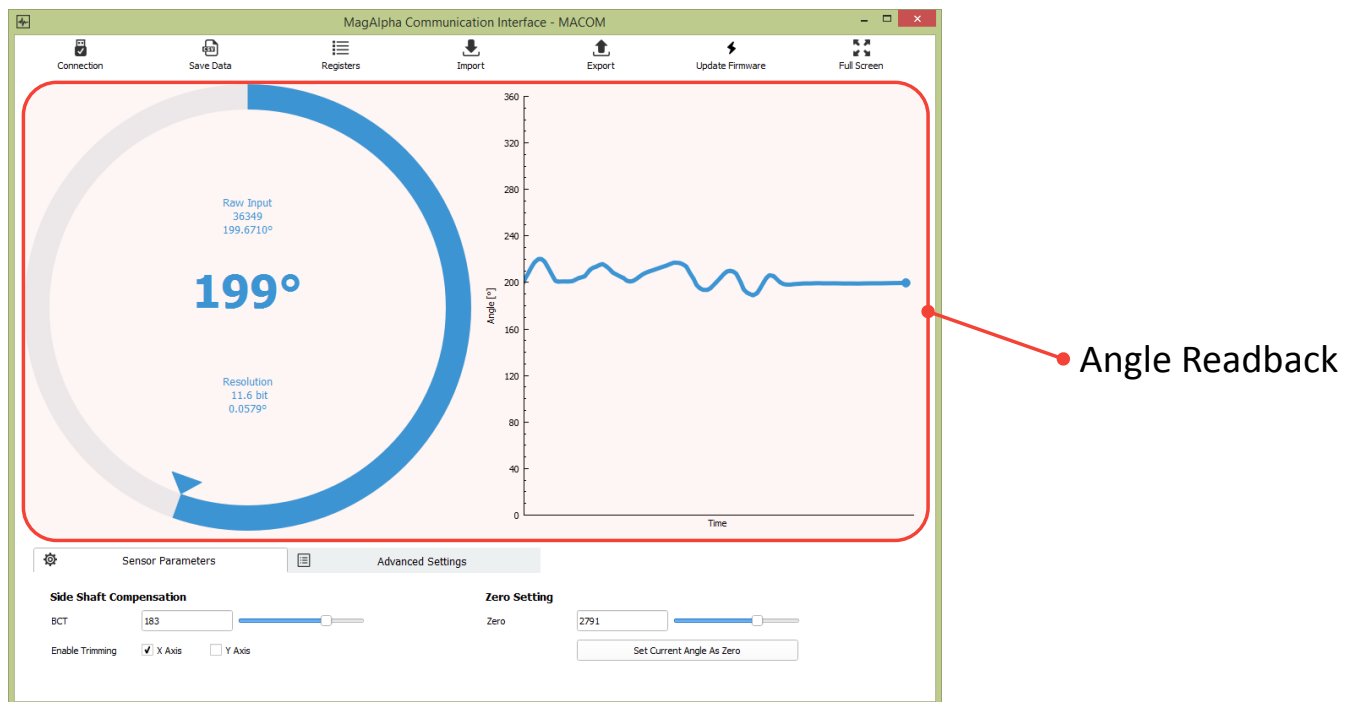 MagAlpha Communication Interface - MACOM
Connection
Save Data
Registers
Import
Export
Update Firmware
Full Screen
CSV
Raw Input
36349
199.6710°
199°
Resolution
11.6 bit
0.0579°
360
320
280
240
200
160
120
80
40
0
Angle [°]
Time
Angle Readback
Sensor Parameters
Advanced Settings
Side Shaft Compensation
BCT
183
Enable Trimming
X Axis
Y Axis
Zero Setting
Zero
2791
Set Current Angle As Zero